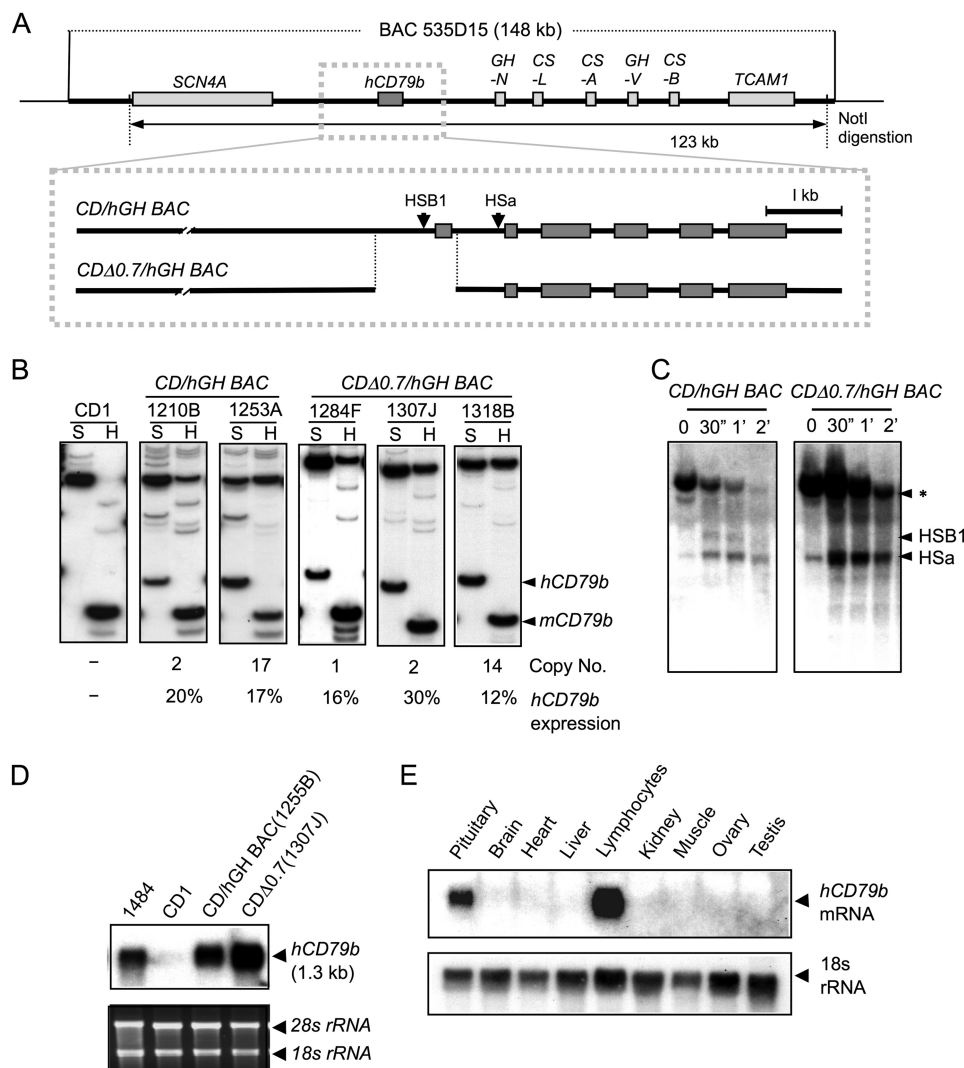 A
BAC 535D15 (148 kb)
SCN4A
hCD79b
GH
-N
CS
-L
CS
-A
GH
-V
CS
-B
TCAM1
NotI
digenstion
123 kb
HSB1
HSa
I kb
CD/hGH BAC
CDΔ0.7/hGH BAC
B
CD/hGH BAC
CDΔ0.7/hGH BAC
CD1
1210B
1253A
1284F
1307J
1318B
S H S H S H S H S H S H
hCD79b
mCD79b
– 2 17 1 2 14 Copy No.
– 20% 17% 16% 30% 12% hCD79b
expression
C
CD/hGH BAC
CDΔ0.7/hGH BAC
0 30” 1’ 2’ 0 30” 1’ 2’
*
HSB1
HSa
D
1484
CD1
CD/hGH BAC(1255B)
CDΔ0.7(1307J)
hCD79b
(1.3 kb)
28s rRNA
18s rRNA
E
Pituitary
Brain
Heart
Liver
Lymphocytes
Kidney
Muscle
Ovary
Testis
hCD79b
mRNA
18s
rRNA